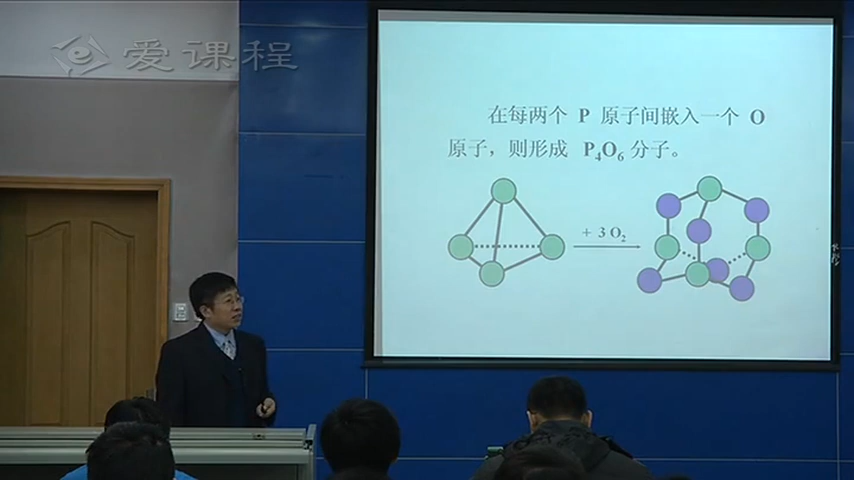 爱课程
在每两个 P 原子间嵌入一个 O
原子，则形成 P₄O₆ 分子。
+ 3 O₂